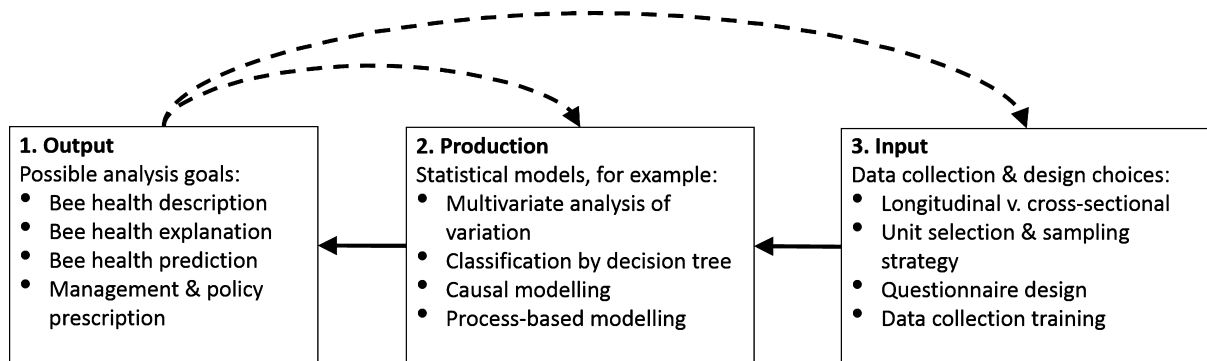 1. Output
Possible analysis goals:
• Bee health description
• Bee health explanation
• Bee health prediction
• Management & policy
prescription
2. Production
Statistical models, for example:
• Multivariate analysis of
variation
• Classification by decision tree
• Causal modelling
• Process-based modelling
3. Input
Data collection & design choices:
• Longitudinal v. cross-sectional
• Unit selection & sampling
strategy
• Questionnaire design
• Data collection training